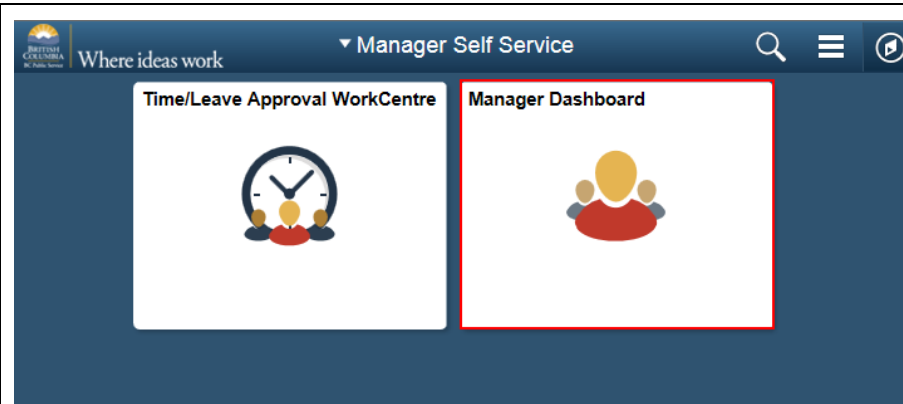 BRITISH
COLUMBIA
BC Public Service
Where ideas work
Manager Self Service
Time/Leave Approval WorkCentre
Manager Dashboard